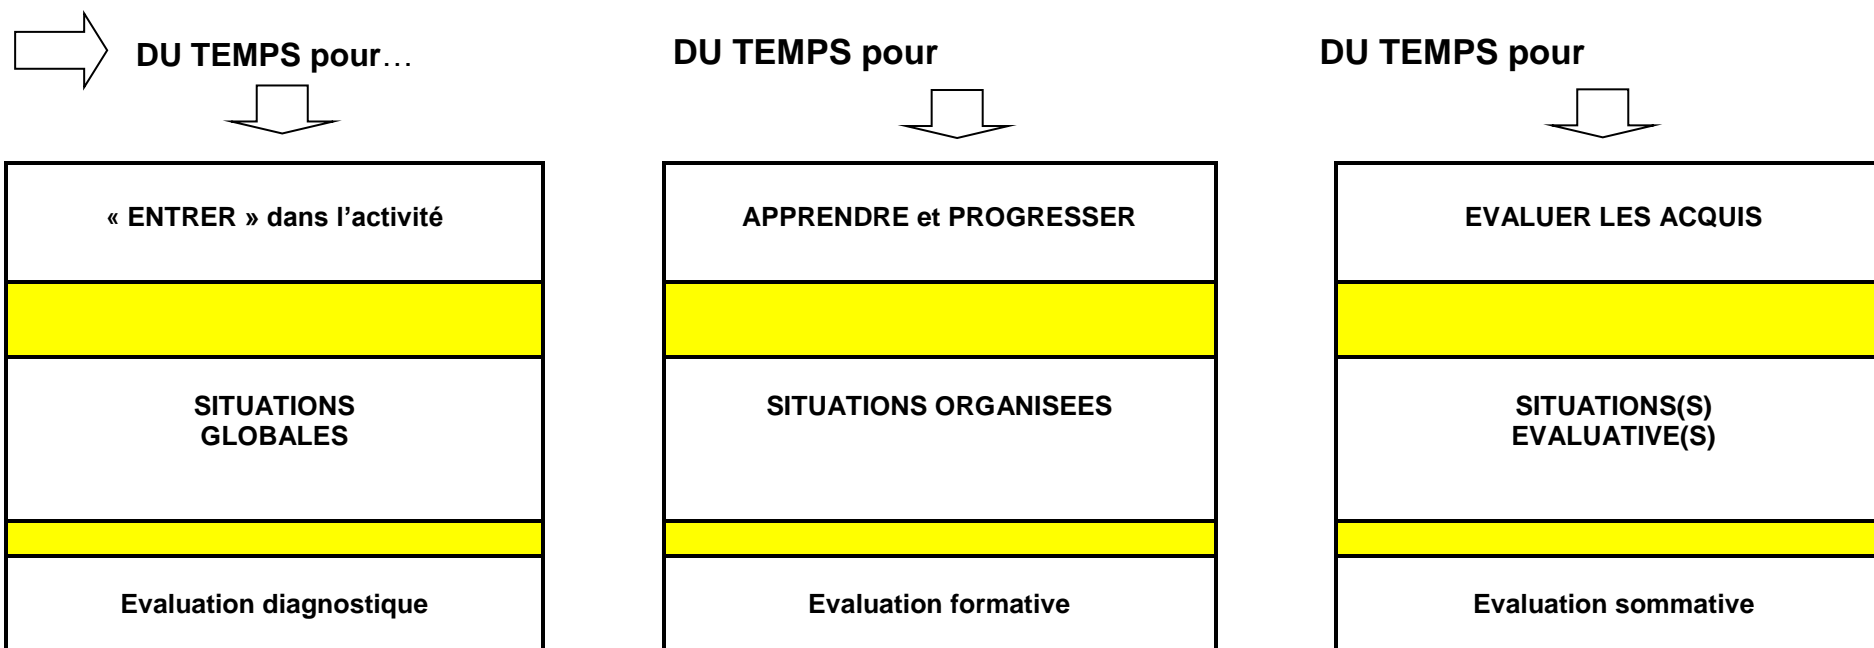 DU TEMPS pour…
DU TEMPS pour
DU TEMPS pour
« ENTRER » dans l’activité
APPRENDRE et PROGRESSER
EVALUER LES ACQUIS
SITUATIONS
GLOBALES
SITUATIONS ORGANISEES
SITUATIONS(S)
EVALUATIVE(S)
Evaluation diagnostique
Evaluation formative
Evaluation sommative